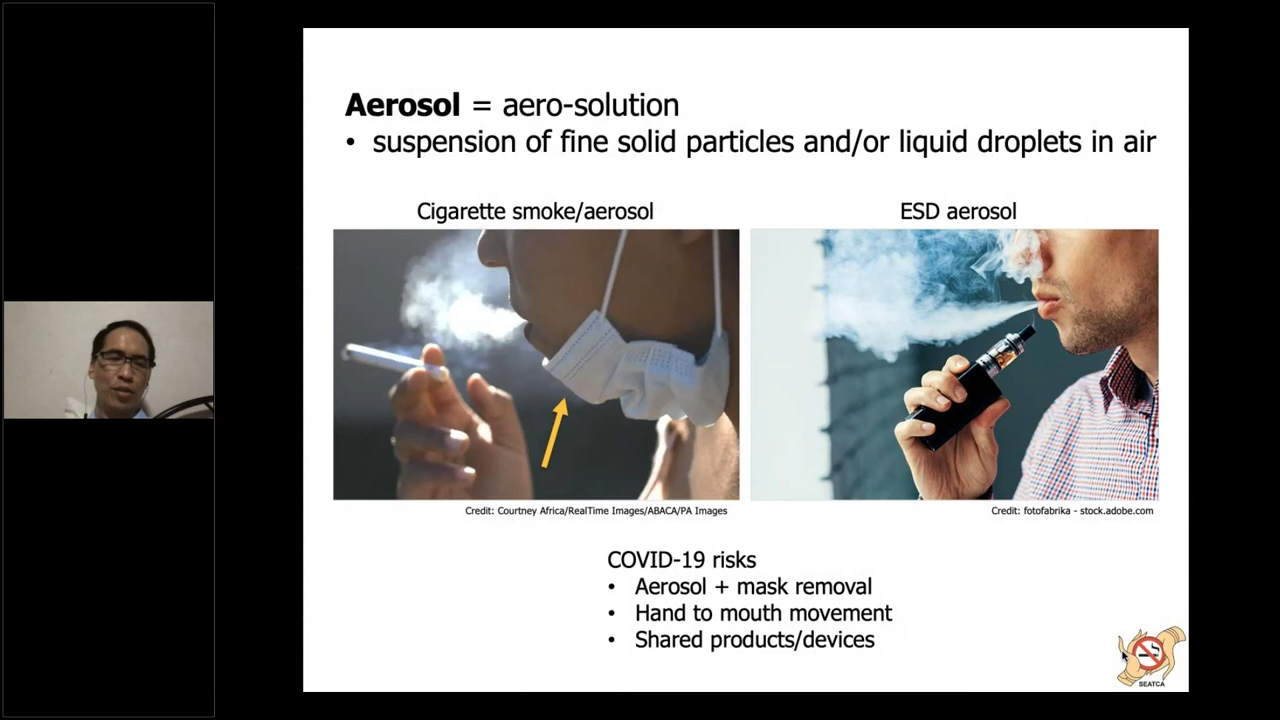 Aerosol = aero-solution
• suspension of fine solid particles and/or liquid droplets in air
Cigarette smoke/aerosol
ESD aerosol
Credit: Courtney Africa/RealTime Images/ABACA/PA Images
Credit: fotofabrika - stock.adobe.com
COVID-19 risks
• Aerosol + mask removal
• Hand to mouth movement
• Shared products/devices
SEATCA